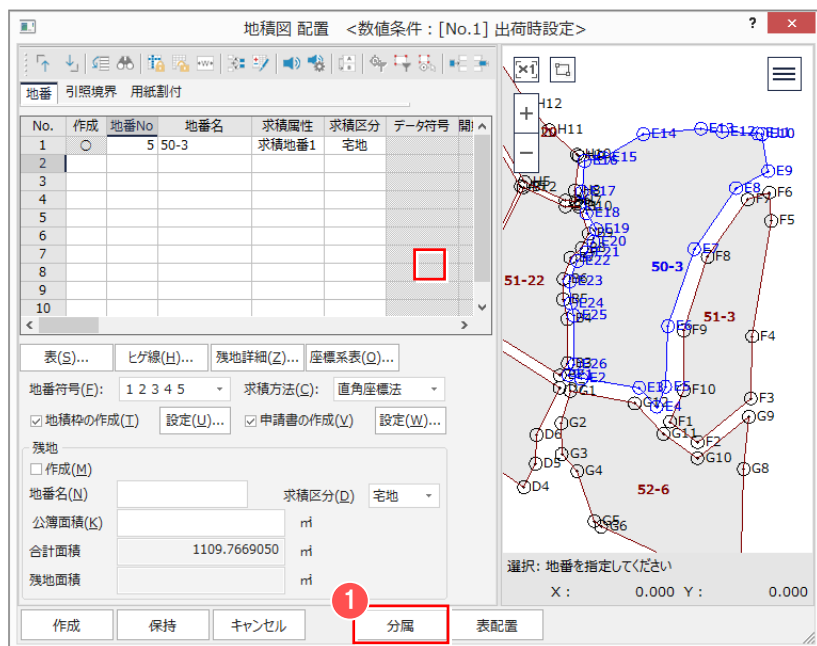 地積図 配置 <数値条件：[No.1] 出荷時設定>
? ×
地番 引照境界 用紙割付
No. 作成 地番No 地番名 求積属性 求積区分 データ符号
1 ○ 5 50-3 求積地番1 宅地
2
3
4
5
6
7
8
9
10
表(S)... ヒゲ線(H)... 残地詳細(Z)... 座標系表(O)...
地番符号(F): 1 2 3 4 5 求積方法(C): 直角座標法
地積枠の作成(T) 設定(U)... 申請書の作成(V) 設定(W)...
残地
作成(M)
地番名(N) 求積区分(D) 宅地
公簿面積(K) ㎡
合計面積 1109.7669050 ㎡
残地面積 ㎡
1
作成 保持 キャンセル 分属 表配置
×1
+
−
H12
H11
E14
E13
E15
E9
E8
F6
F7
F5
E17
E18
E19
E20
E22
E7
F8
50-3
51-22
E23
E24
E25
51-3
E6
F9
F4
E26
E2
E3
E5
F10
G1
E4
F3
G9
G2
F1
G11
F2
D6
G10
G3
D5
G4
G8
D4
52-6
G6
選択: 地番を指定してください
X : 0.000 Y : 0.000